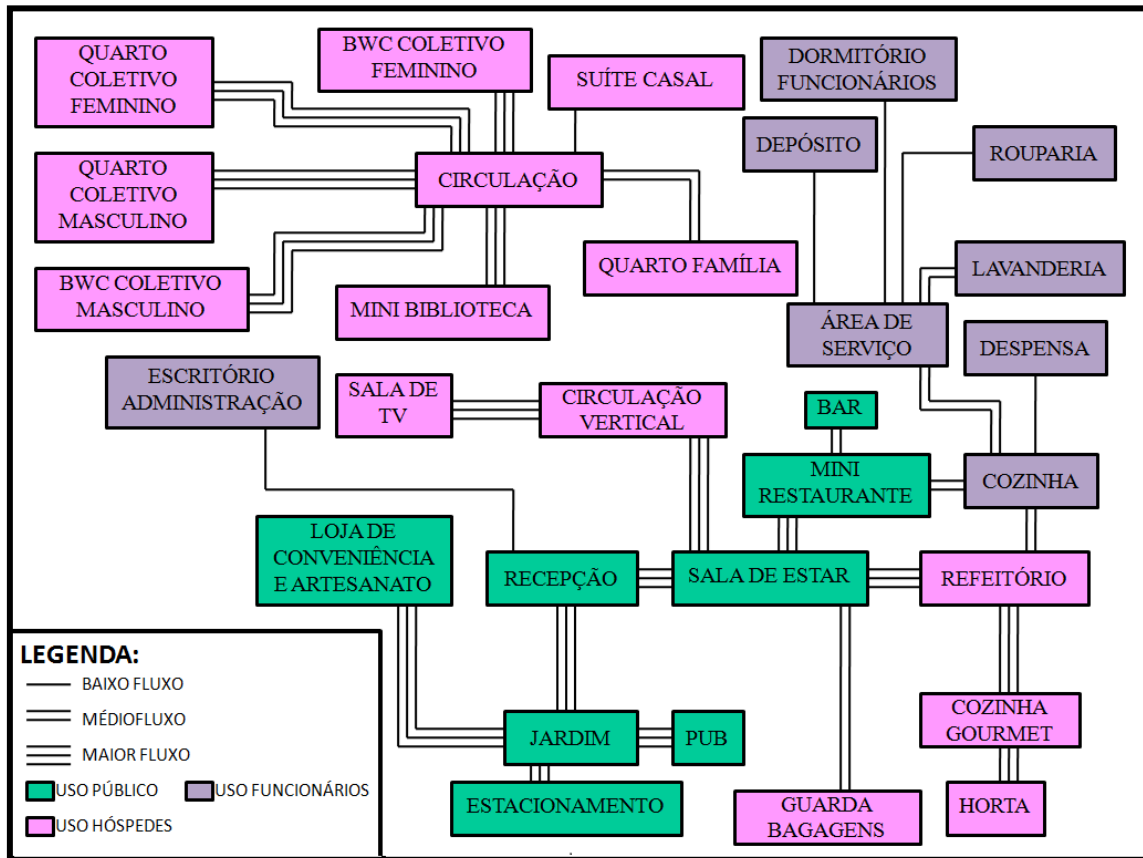 QUARTO
COLETIVO
FEMININO
BWC COLETIVO
FEMININO
SUÍTE CASAL
DORMITÓRIO
FUNCIONÁRIOS
DEPÓSITO
ROUPARIA
QUARTO
COLETIVO
MASCULINO
CIRCULAÇÃO
BWC COLETIVO
MASCULINO
MINI BIBLIOTECA
QUARTO FAMÍLIA
LAVANDERIA
ÁREA DE
SERVIÇO
DESPENSA
ESCRITÓRIO
ADMINISTRAÇÃO
SALA DE
TV
CIRCULAÇÃO
VERTICAL
BAR
MINI
RESTAURANTE
COZINHA
LOJA DE
CONVENIÊNCIA
E ARTESANATO
RECEPÇÃO
SALA DE ESTAR
REFEITÓRIO
JARDIM
PUB
COZINHA
GOURMET
ESTACIONAMENTO
GUARDA
BAGAGENS
HORTA
LEGENDA:
BAIXO FLUXO
MÉDIOFLUXO
MAIOR FLUXO
USO PÚBLICO
USO FUNCIONÁRIOS
USO HÓSPEDES